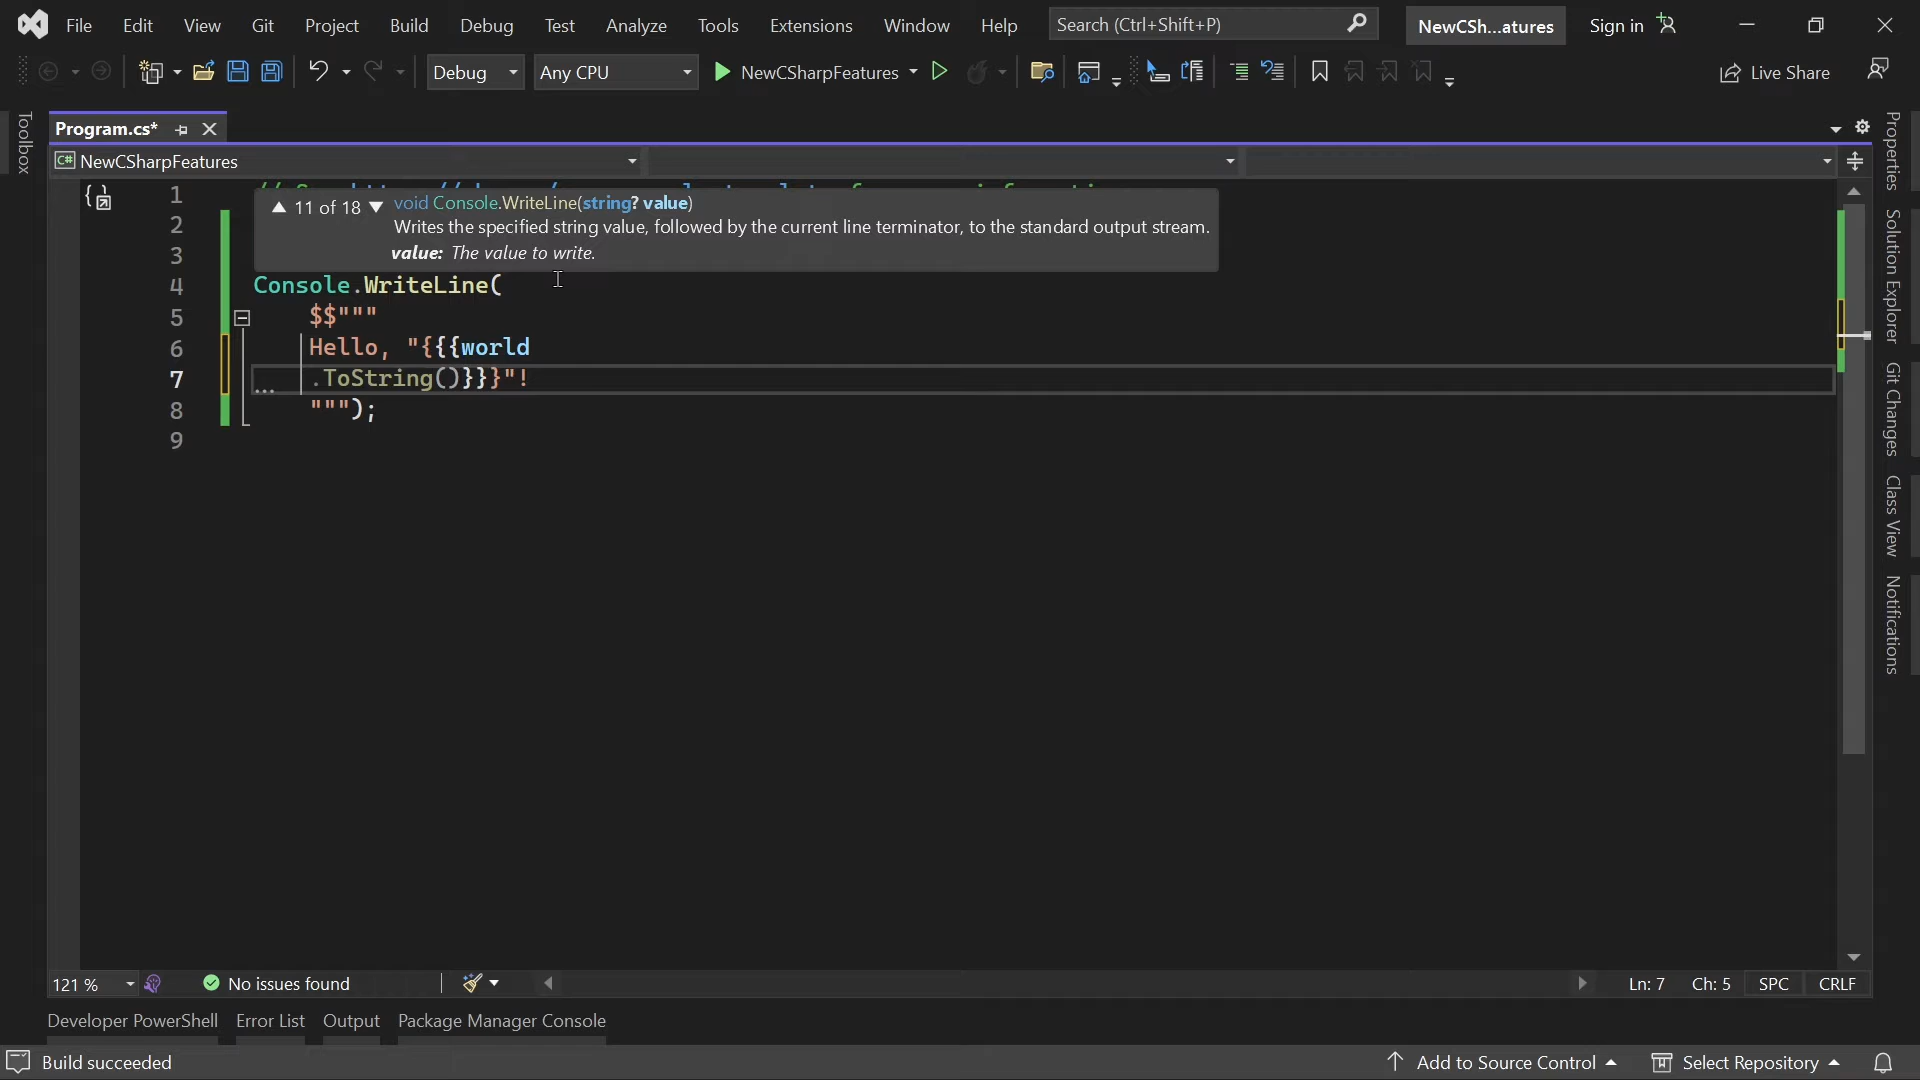 File Edit View Git Project Build Debug Test Analyze Tools Extensions Window Help Search (Ctrl+Shift+P) NewCSh...atures Sign in
Debug Any CPU NewCSharpFeatures Live Share
Toolbox
Program.cs*
C# NewCSharpFeatures
1
11 of 18 void Console.WriteLine(string? value)
2
Writes the specified string value, followed by the current line terminator, to the standard output stream.
3
value: The value to write.
4 Console.WriteLine(
5 $$"""
6 Hello, "{{{world
7 .ToString()}}}"!
8 """);
9
Properties
Solution Explorer
Git Changes
Class View
Notifications
121 % No issues found Ln: 7 Ch: 5 SPC CRLF
Developer PowerShell Error List Output Package Manager Console
Build succeeded Add to Source Control Select Repository